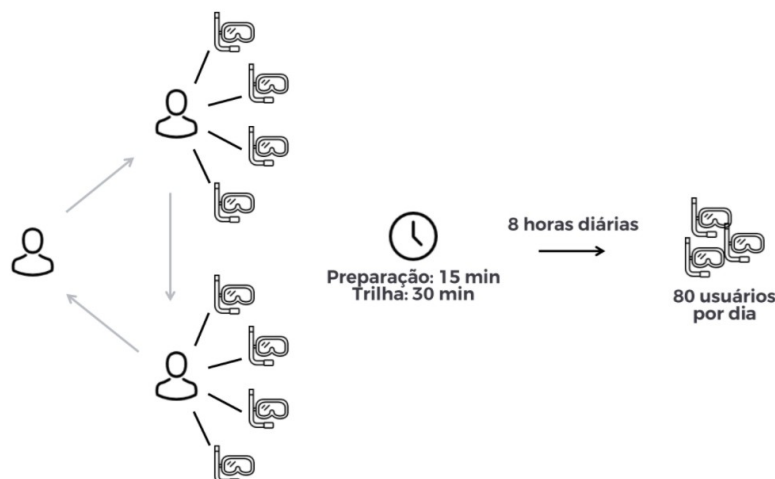 Preparação: 15 min
Trilha: 30 min
8 horas diárias
80 usuários
por dia